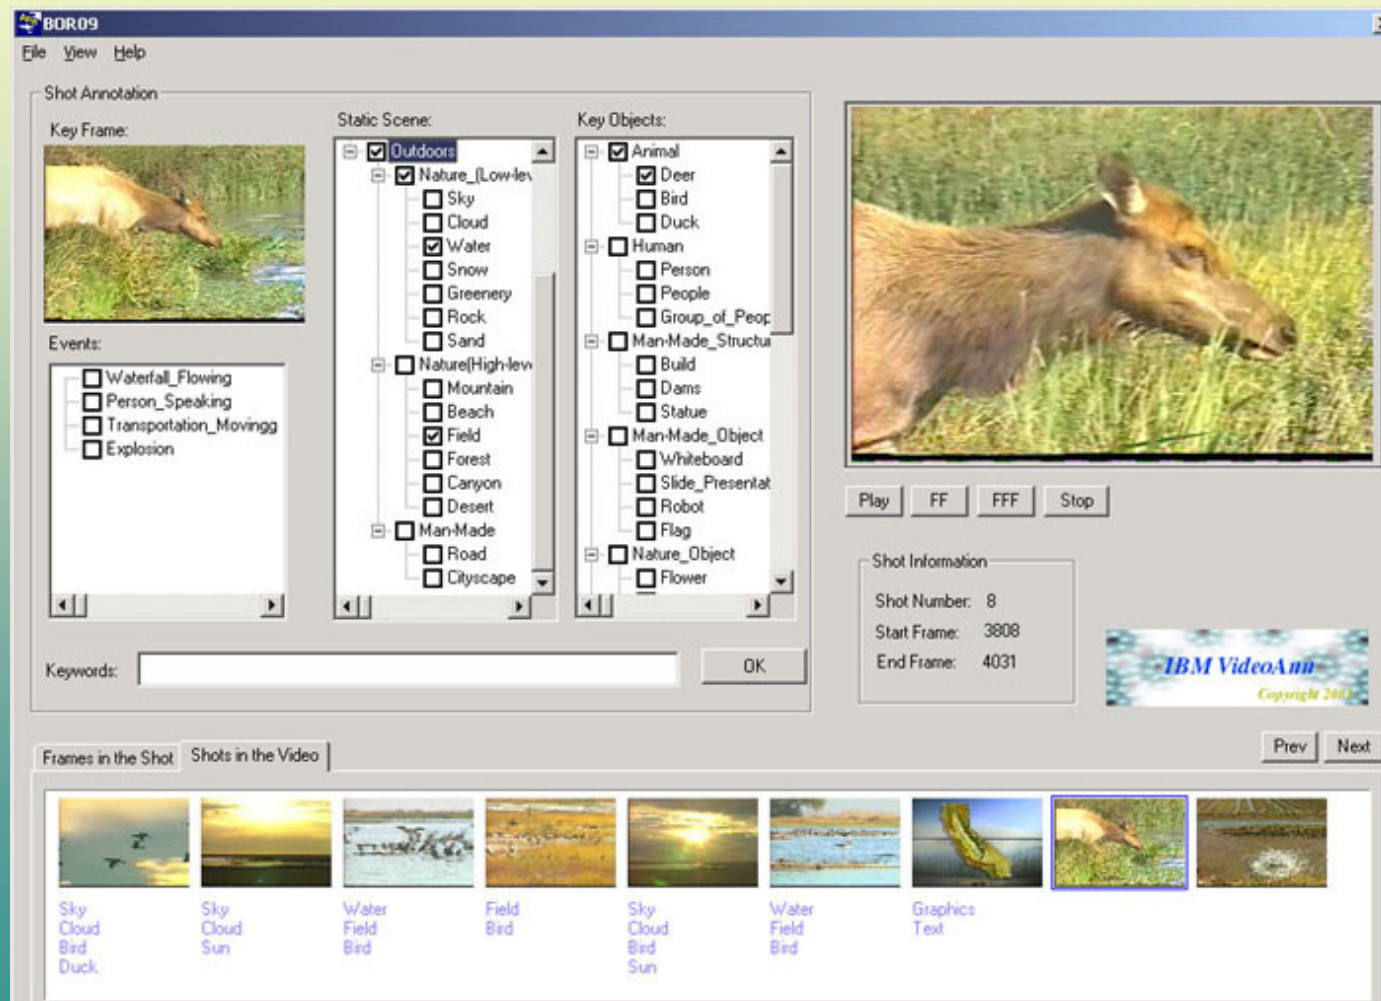 BOR09
File View Help
Shot Annotation
Key Frame:
Static Scene:
Key Objects:
Outdoors
Nature_(Low-lev
Sky
Cloud
Water
Snow
Greenery
Rock
Sand
Nature(High-leve
Mountain
Beach
Field
Forest
Canyon
Desert
Man-Made
Road
Cityscape
Animal
Deer
Bird
Duck
Human
Person
People
Group_of_Peop
Man-Made_Structu
Build
Dams
Statue
Man-Made_Object
Whiteboard
Slide_Presentat
Robot
Flag
Nature_Object
Flower
Events:
Waterfall_Flowing
Person_Speaking
Transportation_Movingg
Explosion
Keywords:
OK
Play FF FFF Stop
Shot Information
Shot Number: 8
Start Frame: 3808
End Frame: 4031
IBM VideoAnn
Copyright
Prev Next
Frames in the Shot Shots in the Video
Sky
Cloud
Bird
Duck
Sky
Cloud
Sun
Water
Field
Bird
Field
Bird
Sky
Cloud
Bird
Sun
Water
Field
Bird
Graphics
Text